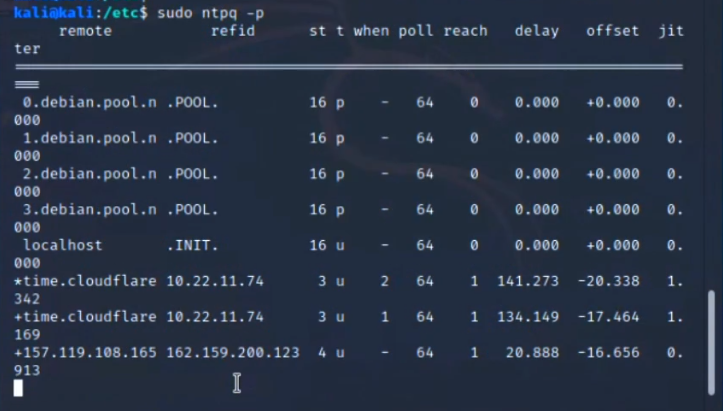 kali@kali:/etc$ sudo ntpq -p
     remote           refid      st t when poll reach   delay   offset  jit
ter
==============================================================================
===
 0.debian.pool.n .POOL.          16 p    -   64    0    0.000   +0.000   0.
000
 1.debian.pool.n .POOL.          16 p    -   64    0    0.000   +0.000   0.
000
 2.debian.pool.n .POOL.          16 p    -   64    0    0.000   +0.000   0.
000
 3.debian.pool.n .POOL.          16 p    -   64    0    0.000   +0.000   0.
000
 localhost       .INIT.          16 u    -   64    0    0.000   +0.000   0.
000
*time.cloudflare 10.22.11.74      3 u    2   64    1  141.273  -20.338   1.
342
+time.cloudflare 10.22.11.74      3 u    1   64    1  134.149  -17.464   1.
169
+157.119.108.165 162.159.200.123  4 u    -   64    1   20.888  -16.656   0.
913